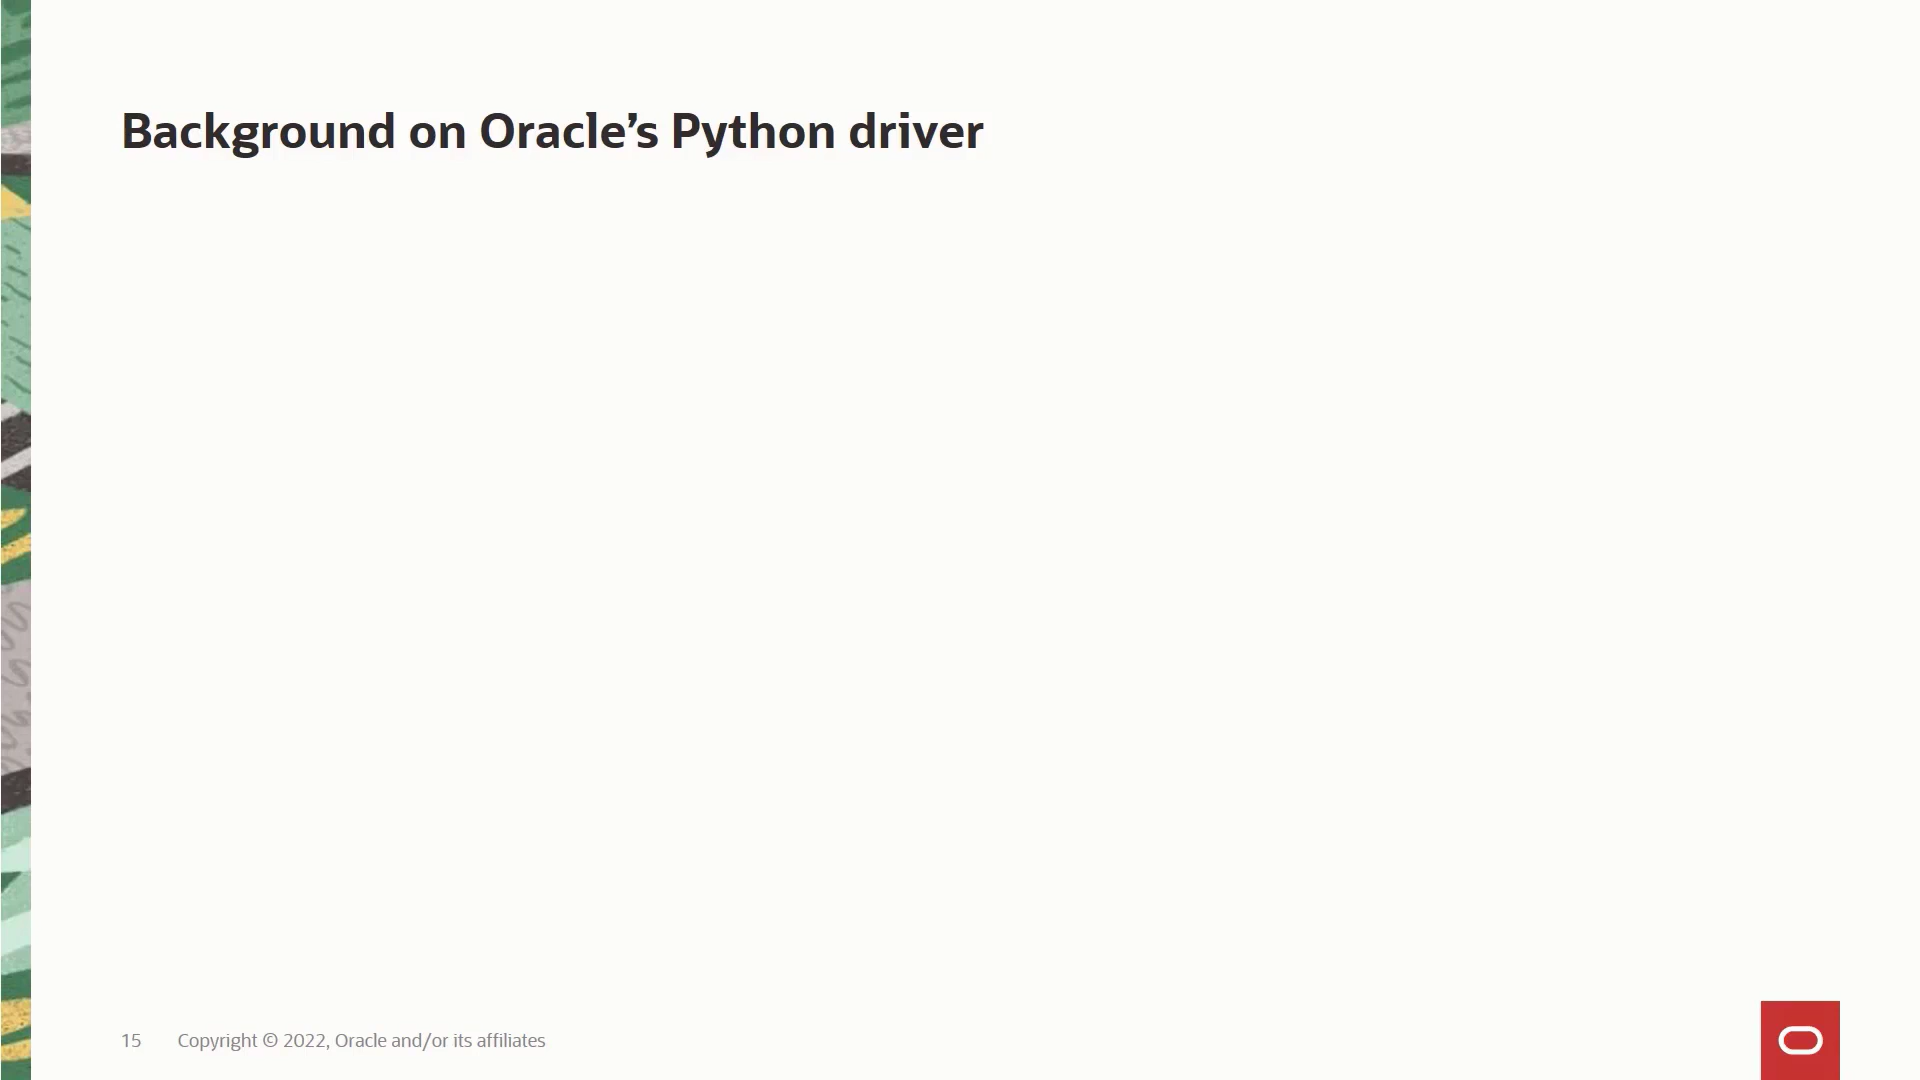 Background on Oracle’s Python driver
15 Copyright © 2022, Oracle and/or its affiliates